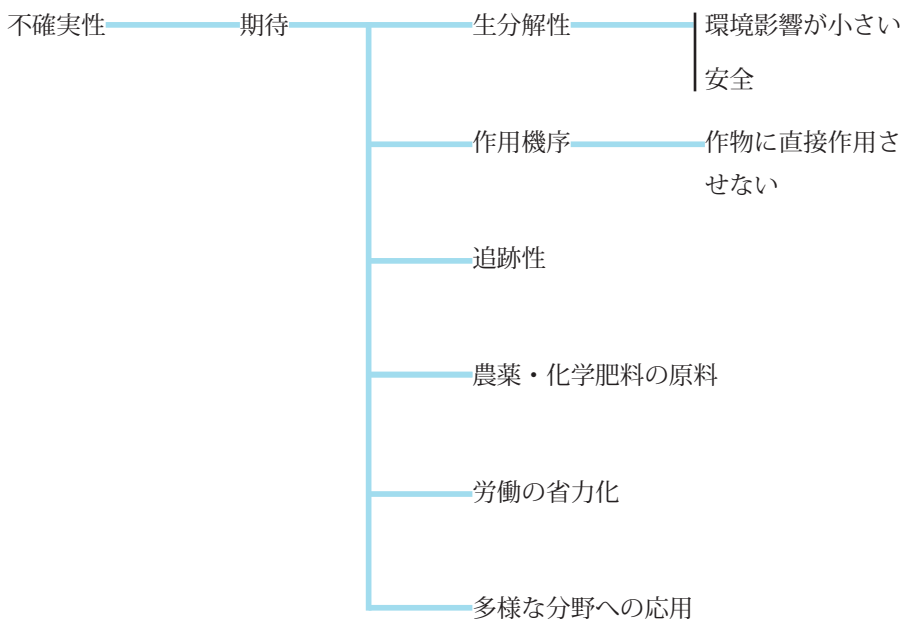 不確実性 期待 生分解性 環境影響が小さい
安全
作用機序 作物に直接作用さ
せない
追跡性
農薬・化学肥料の原料
労働の省力化
多様な分野への応用